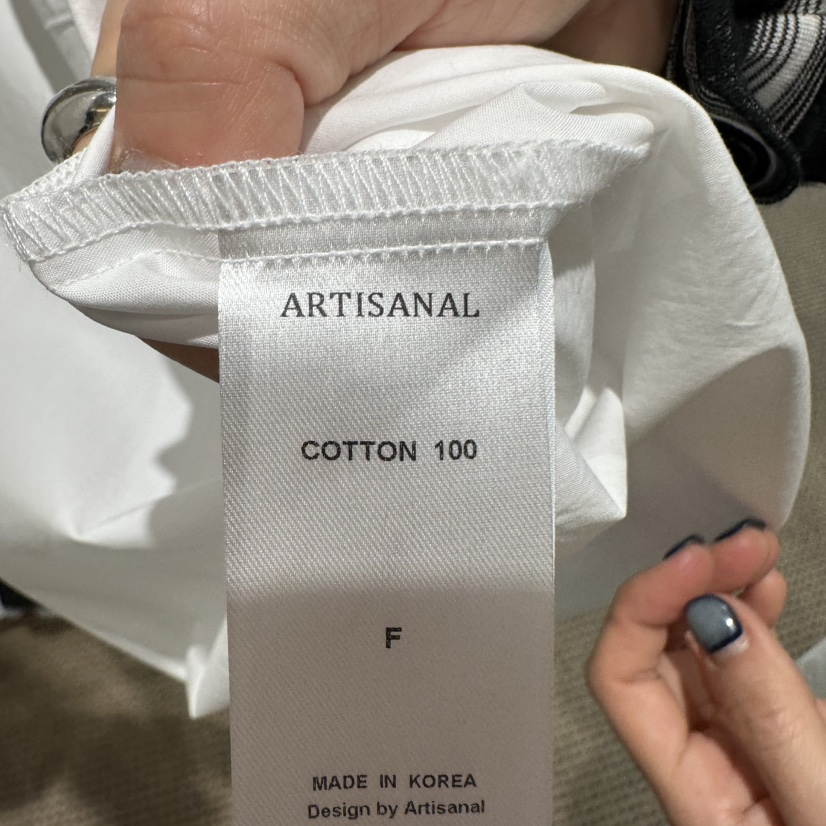 ARTISANAL
COTTON 100
F
MADE IN KOREA
Design by Artisanal